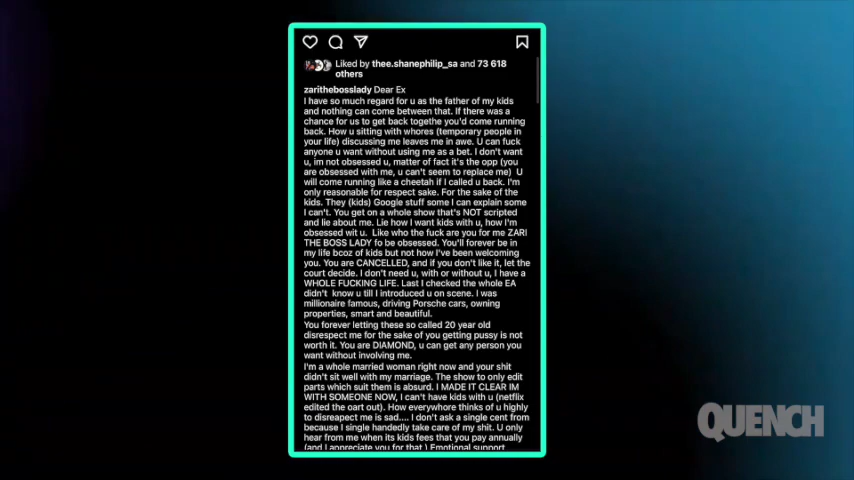 Liked by thee.shanephilip_sa and 73 618
others
zarithebosslady Dear Ex
I have so much regard for u as the father of my kids
and nothing can come between that. If there was a
chance for us to get back togethe you'd come running
back. How u sitting with whores (temporary people in
your life) discussing me leaves me in awe. U can fuck
anyone u want without using me as a bet. I don't want
u, im not obsessed u, matter of fact it's the opp (you
are obsessed with me, u can't seem to replace me) U
will come running like a cheetah if I called u back. I'm
only reasonable for respect sake. For the sake of the
kids. They (kids) Google stuff some I can explain some
I can't. You get on a whole show that's NOT scripted
and lie about me. Lie how I want kids with u, how I'm
obsessed wit u. Like who the fuck are you for me ZARI
THE BOSS LADY fo be obsessed. You'll forever be in
my life bcoz of kids but not how I've been welcoming
you. You are CANCELLED, and if you don't like it, let the
court decide. I don't need u, with or without u, I have a
WHOLE FUCKING LIFE. Last I checked the whole EA
didn't know u till I introduced u on scene. I was
millionaire famous, driving Porsche cars, owning
properties, smart and beautiful.
You forever letting these so called 20 year old
disrespect me for the sake of you getting pussy is not
worth it. You are DIAMOND, u can get any person you
want without involving me.
I'm a whole married woman right now and your shit
didn't sit well with my marriage. The show to only edit
parts which suit them is absurd. I MADE IT CLEAR IM
WITH SOMEONE NOW, I can't have kids with u (netflix
edited the oart out). How everywhore thinks of u highly
to disreapect me is sad.... I don't ask a single cent from
because I single handedly take care of my shit. U only
hear from me when its kids fees that you pay annually
(and I appreciate you for that.) Emotional support
QUENCH